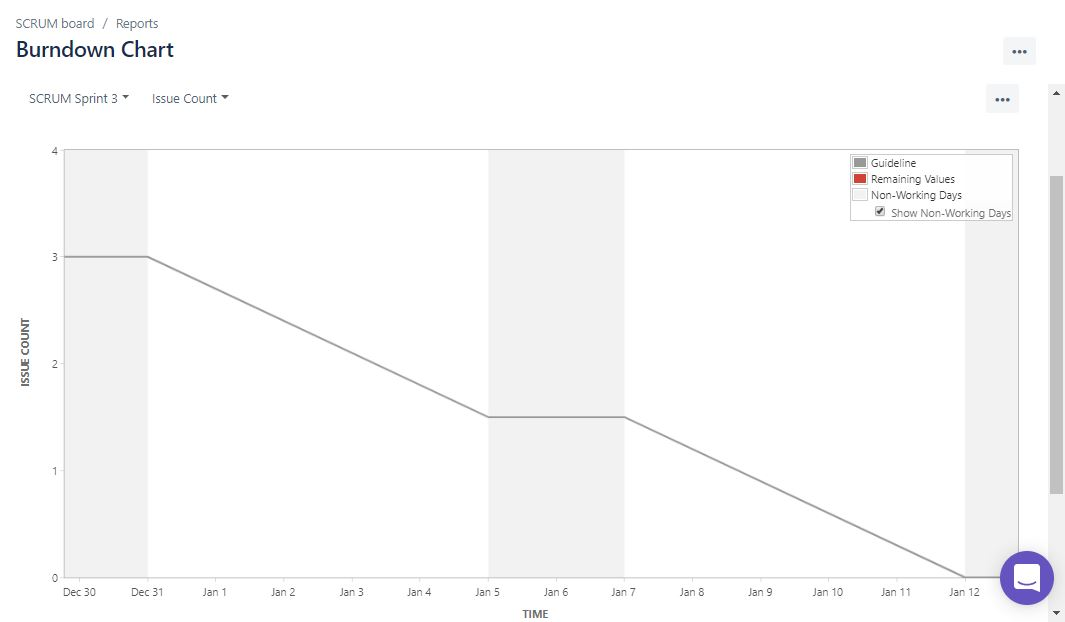 SCRUM board / Reports
Burndown Chart
SCRUM Sprint 3 Issue Count
4
Guideline
Remaining Values
Non-Working Days
Show Non-Working Days
3
2
1
0
ISSUE COUNT
Dec 30 Dec 31 Jan 1 Jan 2 Jan 3 Jan 4 Jan 5 Jan 6 Jan 7 Jan 8 Jan 9 Jan 10 Jan 11 Jan 12
TIME